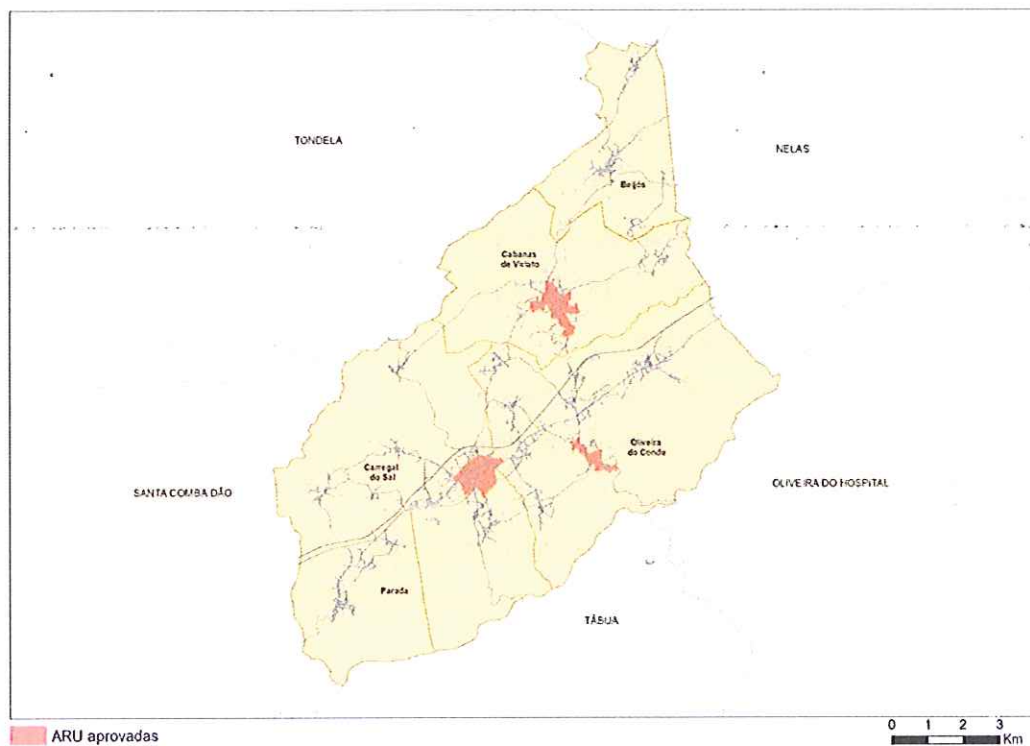 TONDELA
NELAS
Beijós
Cabanas
de Viriato
Oliveira
do Conde
Carregal
do Sal
SANTA COMBA DÃO
OLIVEIRA DO HOSPITAL
Parada
TÁBUA
ARU aprovadas
0 1 2 3
Km